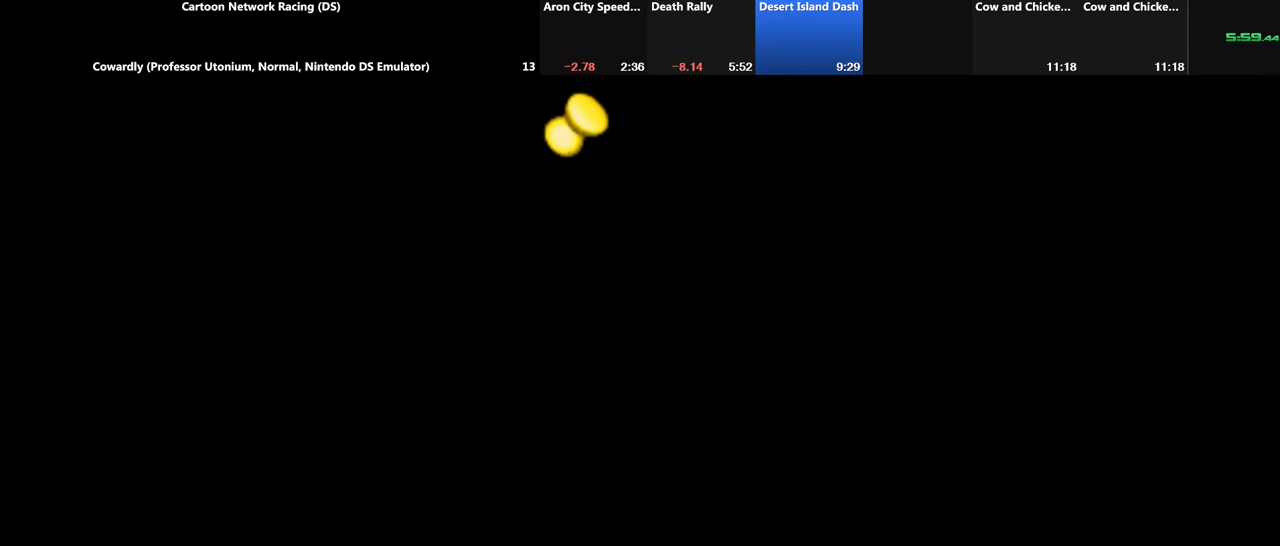 Cartoon Network Racing (DS)
Cowardly (Professor Utonium, Normal, Nintendo DS Emulator)
13
Aron City Speed...
−2.78 2:36
Death Rally
−8.14 5:52
Desert Island Dash
9:29
Cow and Chicke...
11:18
Cow and Chicke...
11:18
5:59.44